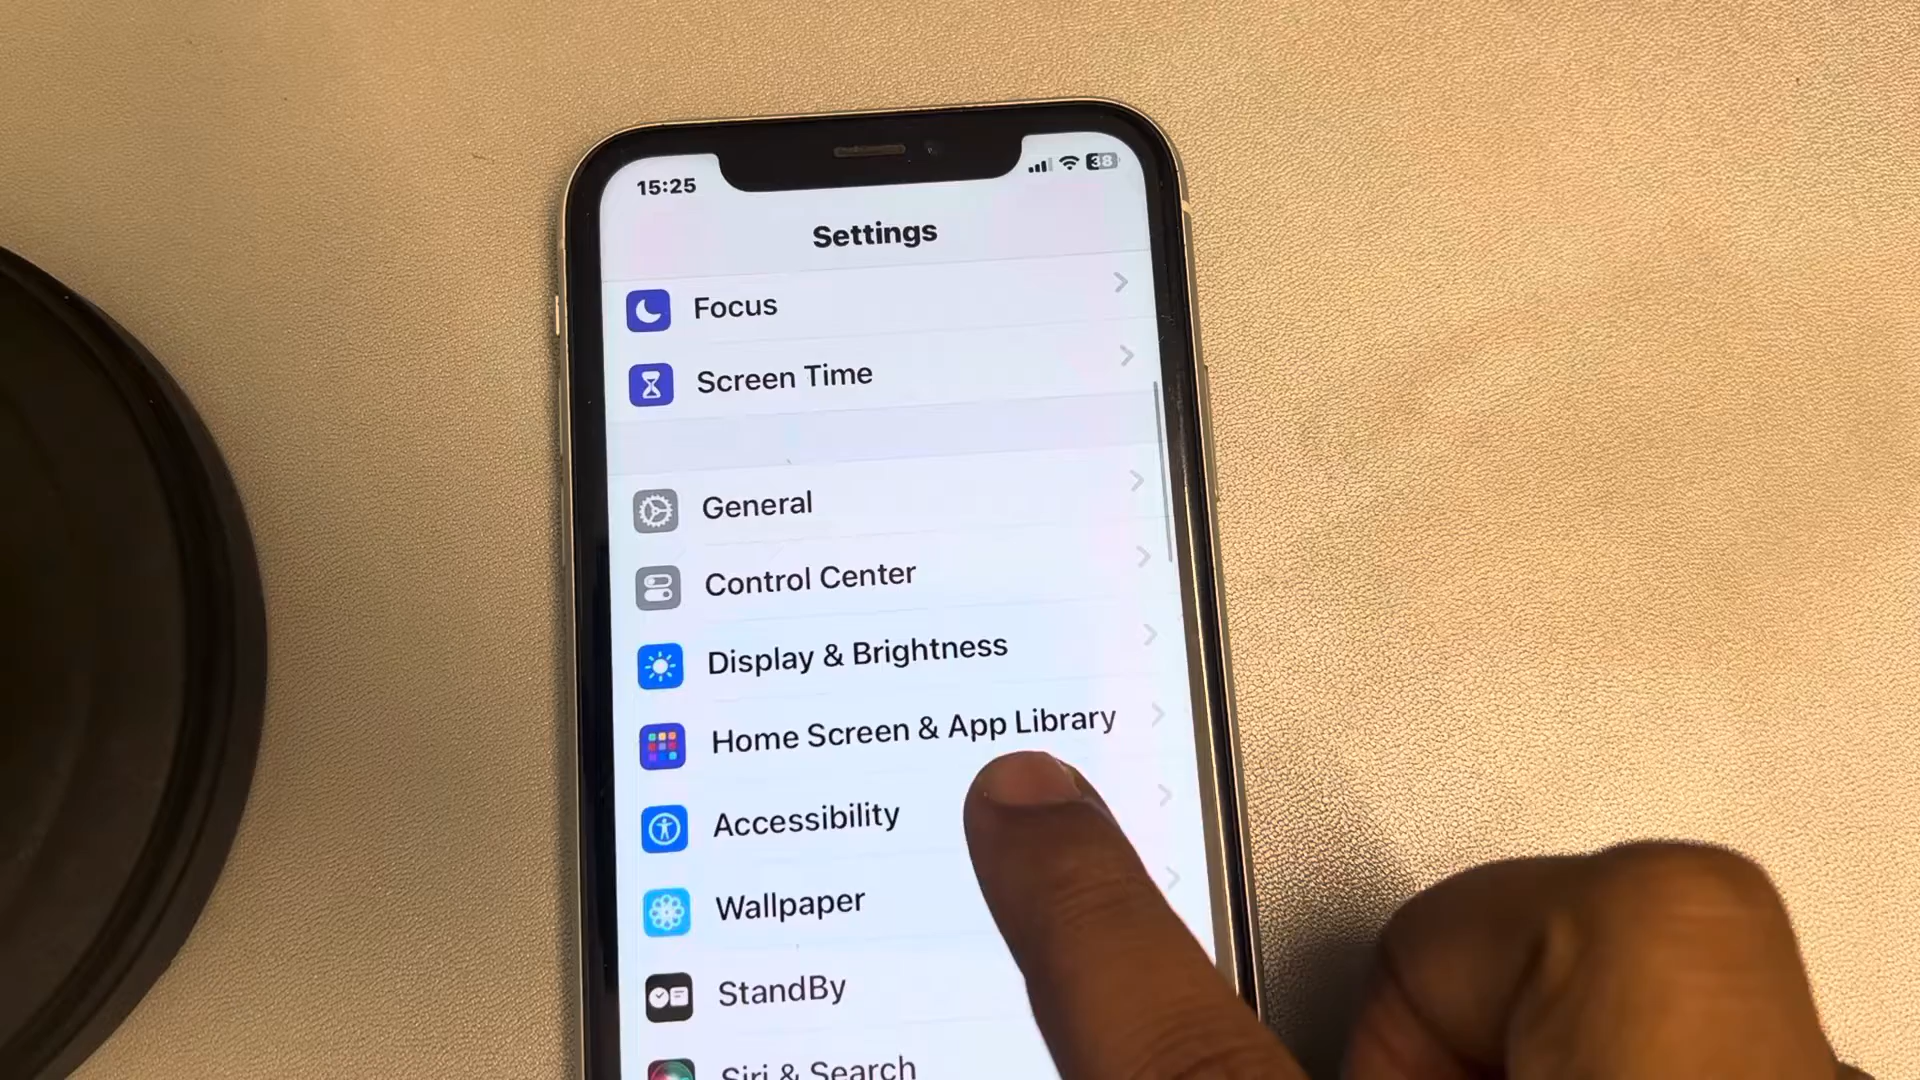 15:25
38
Settings
Focus
Screen Time
General
Control Center
Display & Brightness
Home Screen & App Library
Accessibility
Wallpaper
StandBy
Siri & Search